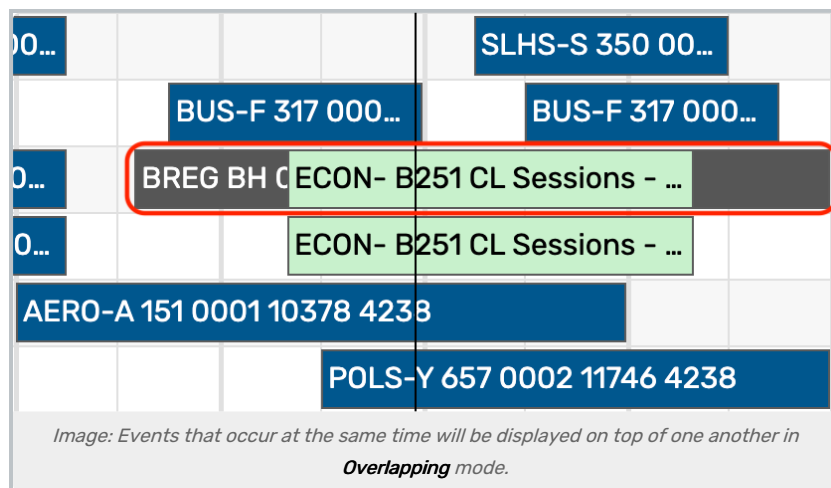 00...
SLHS-S 350 00...
BUS-F 317 000...
BUS-F 317 000...
0...
BREG BH C
ECON- B251 CL Sessions - ...
0...
ECON- B251 CL Sessions - ...
AERO-A 151 0001 10378 4238
POLS-Y 657 0002 11746 4238
Image: Events that occur at the same time will be displayed on top of one another in
Overlapping mode.